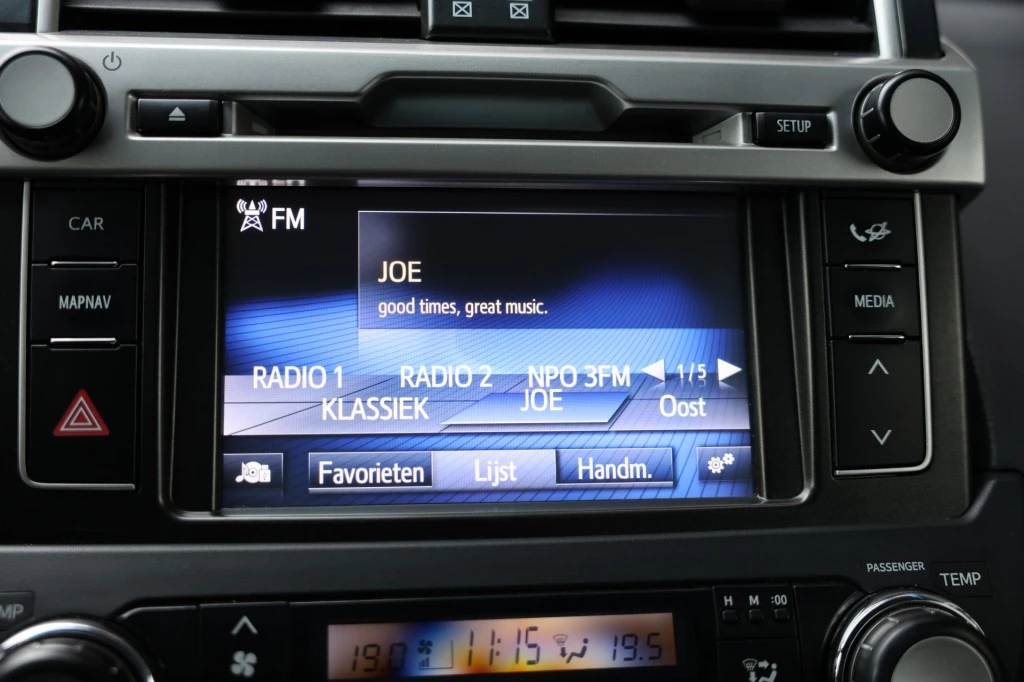 SETUP
CAR
MAPNAV
MEDIA
FM
JOE
good times, great music.
RADIO 1 RADIO 2 NPO 3FM 1/5
KLASSIEK JOE Oost
Favorieten Lijst Handm.
PASSENGER
TEMP
H M :00
19.0 11:15 19.5